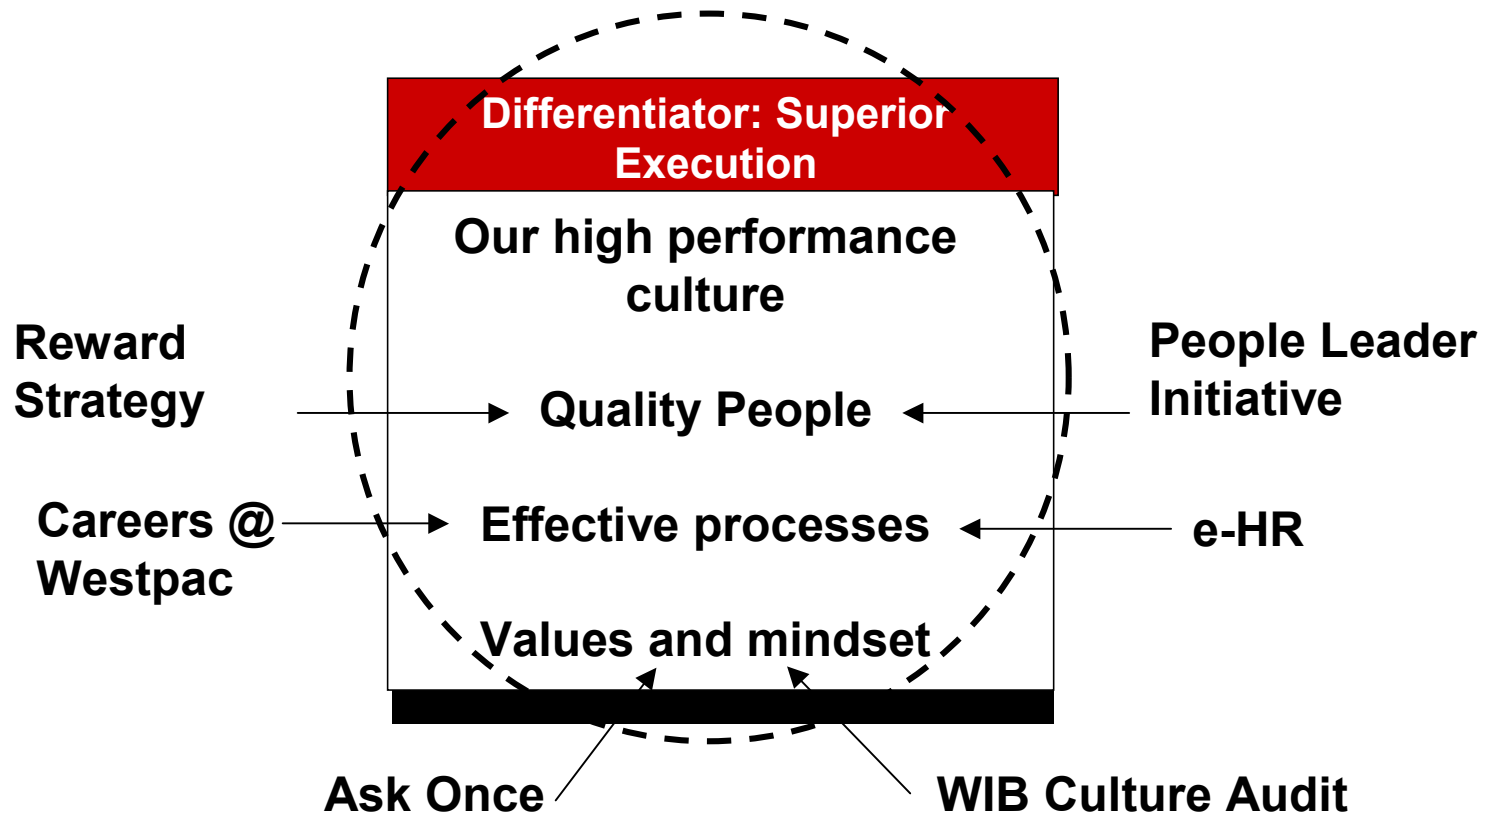 Differentiator: Superior
Execution
Our high performance
culture
Reward
Strategy
People Leader
Initiative
Quality People
Careers @
Westpac
Effective processes
e-HR
Values and mindset
Ask Once
WIB Culture Audit